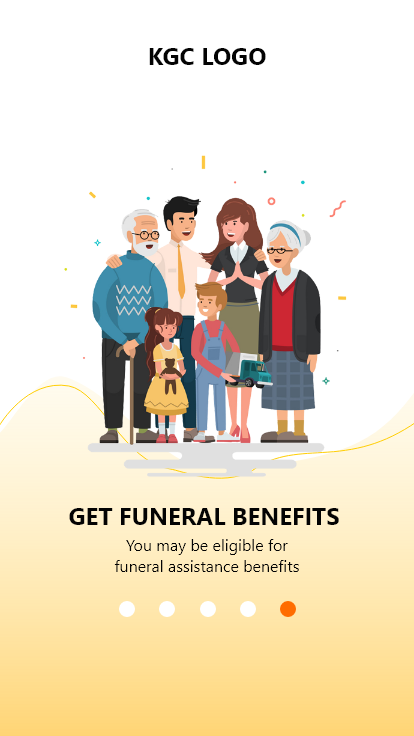 KGC LOGO
GET FUNERAL BENEFITS
You may be eligible for
funeral assistance benefits